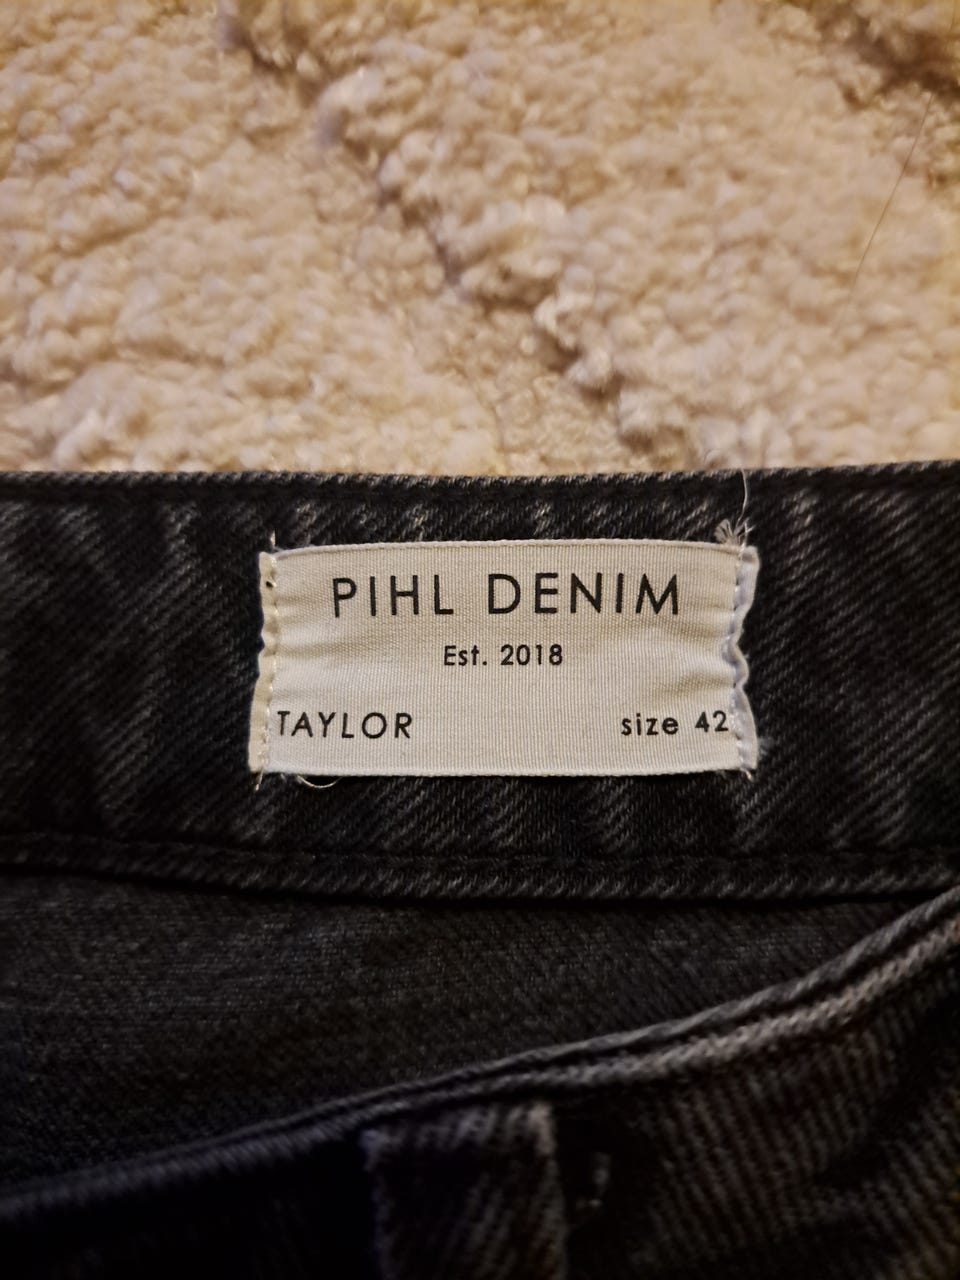 PIHL DENIM
Est. 2018
TAYLOR size 42